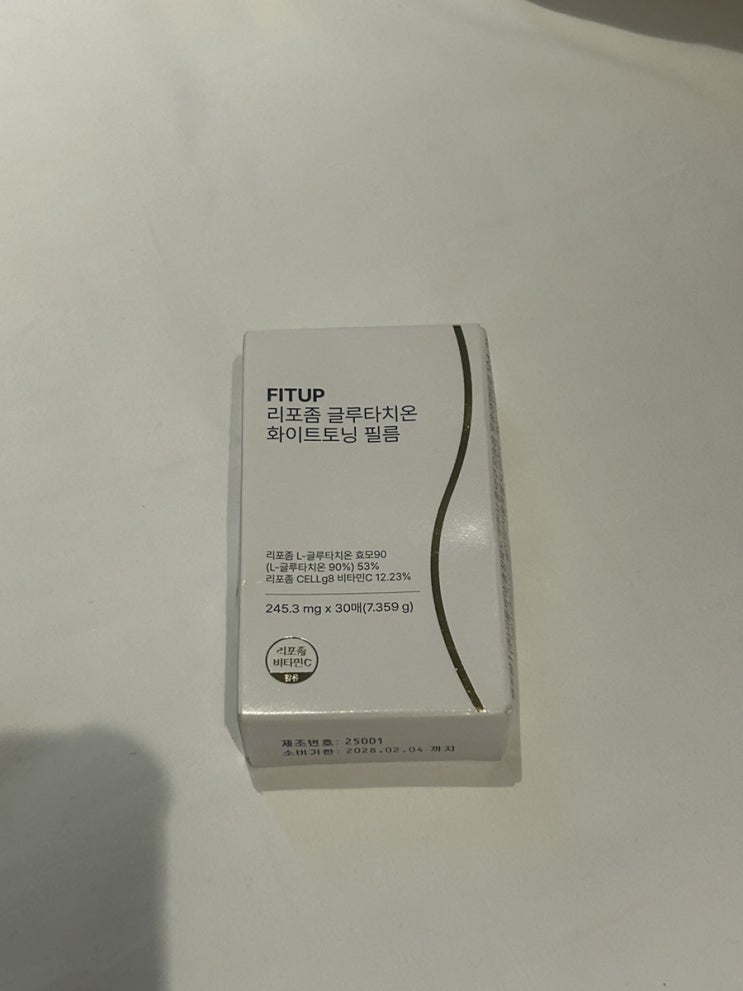 FITUP
리포좀 글루타치온
화이트토닝 필름
리포좀 L-글루타치온 효모90
(L-글루타치온 90%) 53%
리포좀 CELLg8 비타민C 12.23%
245.3 mg x 30매(7.359 g)
리포좀
비타민C
함유
제조번호: 25001
소비기한: 2028.02.04 까지